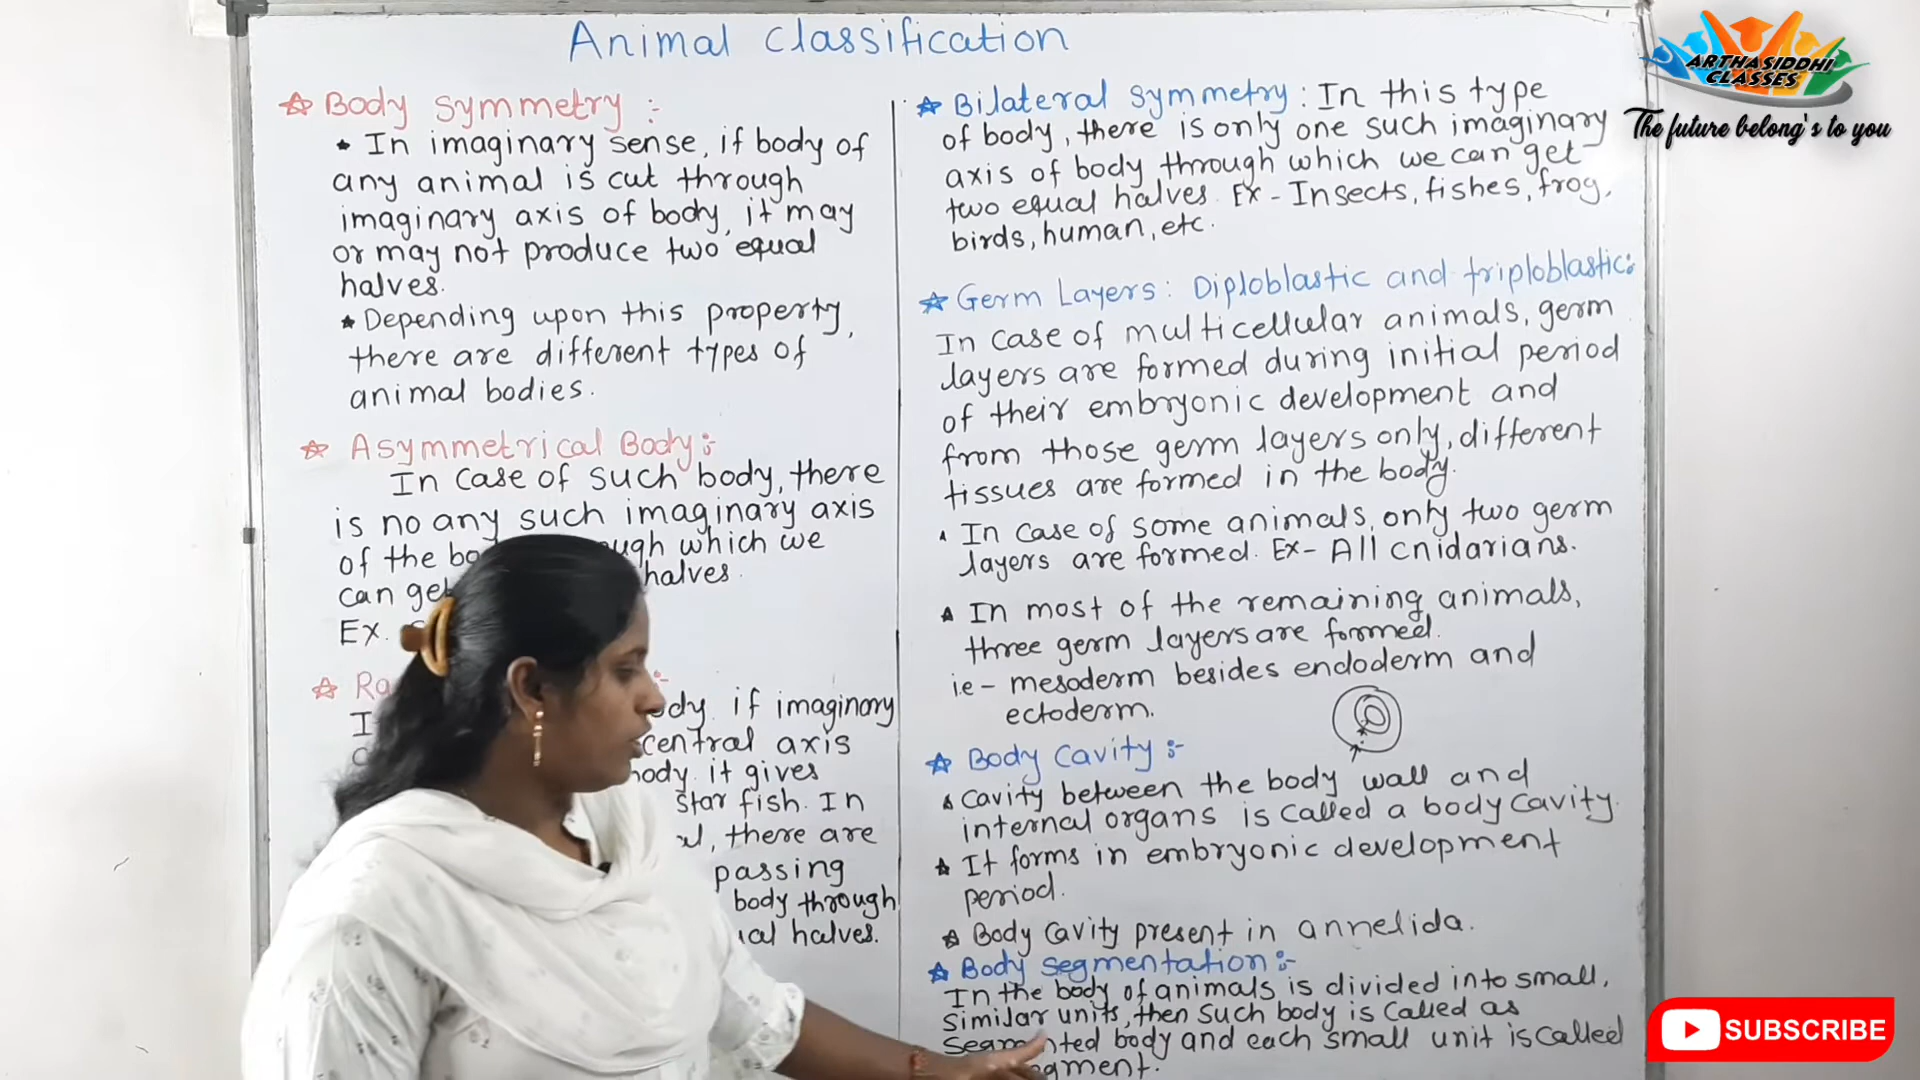 Animal classification
Body Symmetry :
In imaginary sense, if body of
any animal is cut through
imaginary axis of body, it may
or may not produce two equal
halves.
Depending upon this property,
there are different types of
animal bodies.
Asymmetrical Body:-
In case of such body, there
is no any such imaginary axis
of the which we
can halves.
Ex.
if imaginary
central axis
it gives
star fish. In
there are
passing
body through
halves.
Bilateral symmetry : In this type
of body, there is only one such imaginary
axis of body through which we can get
two equal halves. Ex - Insects, fishes, frog,
birds, human, etc.
Germ Layers : Diploblastic and triploblastic:
In case of multicellular animals, germ
layers are formed during initial period
of their embryonic development and
from those germ layers only, different
tissues are formed in the body.
In case of some animals, only two germ
layers are formed. Ex- All cnidarians.
In most of the remaining animals,
three germ layers are formed.
i.e - mesoderm besides endoderm and
ectoderm.
Body cavity :-
cavity between the body wall and
internal organs is called a body cavity.
It forms in embryonic development
period.
Body cavity present in annelida.
Body segmentation :-
In the body of animals is divided into small,
similar units, then such body is called as
body and each small unit is called
ARTHASIDDHI
CLASSES
The future belong's to you
SUBSCRIBE